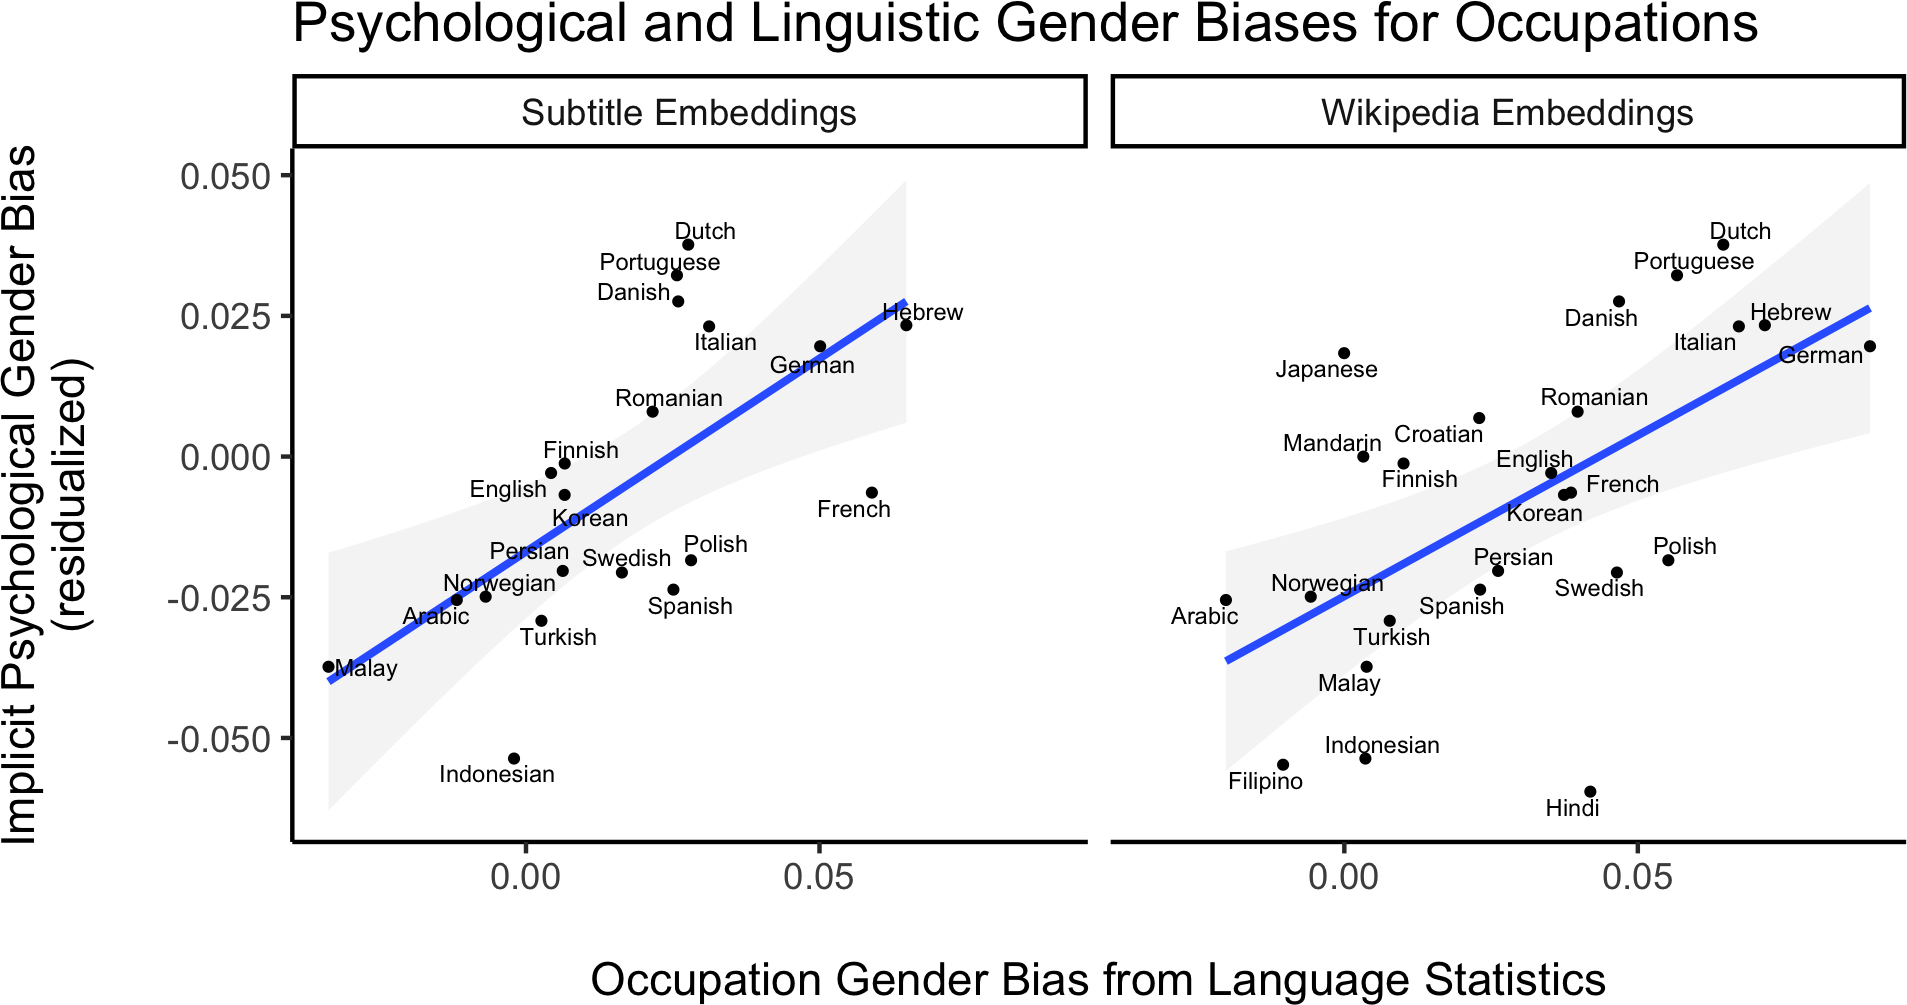 Psychological and Linguistic Gender Biases for Occupations
Subtitle Embeddings
Wikipedia Embeddings
Implicit Psychological Gender Bias
(residualized)
0.050
0.025
0.000
-0.025
-0.050
Dutch
Portuguese
Danish
Hebrew
Italian
German
Romanian
Finnish
English
French
Korean
Polish
Persian
Swedish
Norwegian
Spanish
Arabic
Turkish
Malay
Indonesian
Dutch
Portuguese
Danish
Hebrew
Italian
German
Japanese
Romanian
Croatian
Mandarin
English
Finnish
French
Korean
Polish
Persian
Norwegian
Swedish
Spanish
Arabic
Turkish
Malay
Indonesian
Filipino
Hindi
0.00
0.05
0.00
0.05
Occupation Gender Bias from Language Statistics